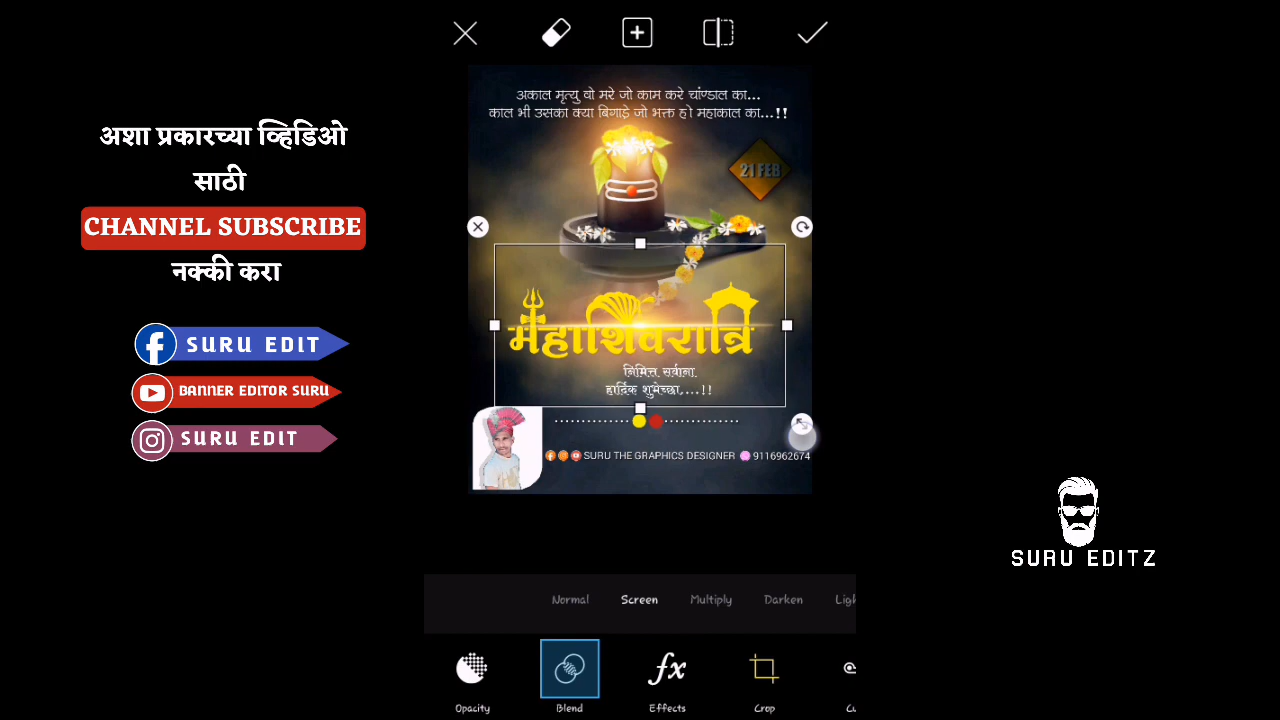 अशा प्रकारच्या व्हिडिओ
साठी
CHANNEL SUBSCRIBE
नक्की करा
SURU EDIT
BANNER EDITOR SURU
SURU EDIT
अकाल मृत्यु वो मरे जो काम करे चांण्डाल का...
काल भी उसका क्या बिगाड़े जो भक्त हो महाकाल का...!!
21 FEB
महाशिवरात्रि
निमित्त सर्वांना
हार्दिक शुभेच्छा,...!!
SURU THE GRAPHICS DESIGNER 9116962674
SURU EDITZ
Normal Screen Multiply Darken Ligh
Opacity Blend Effects Crop Cu